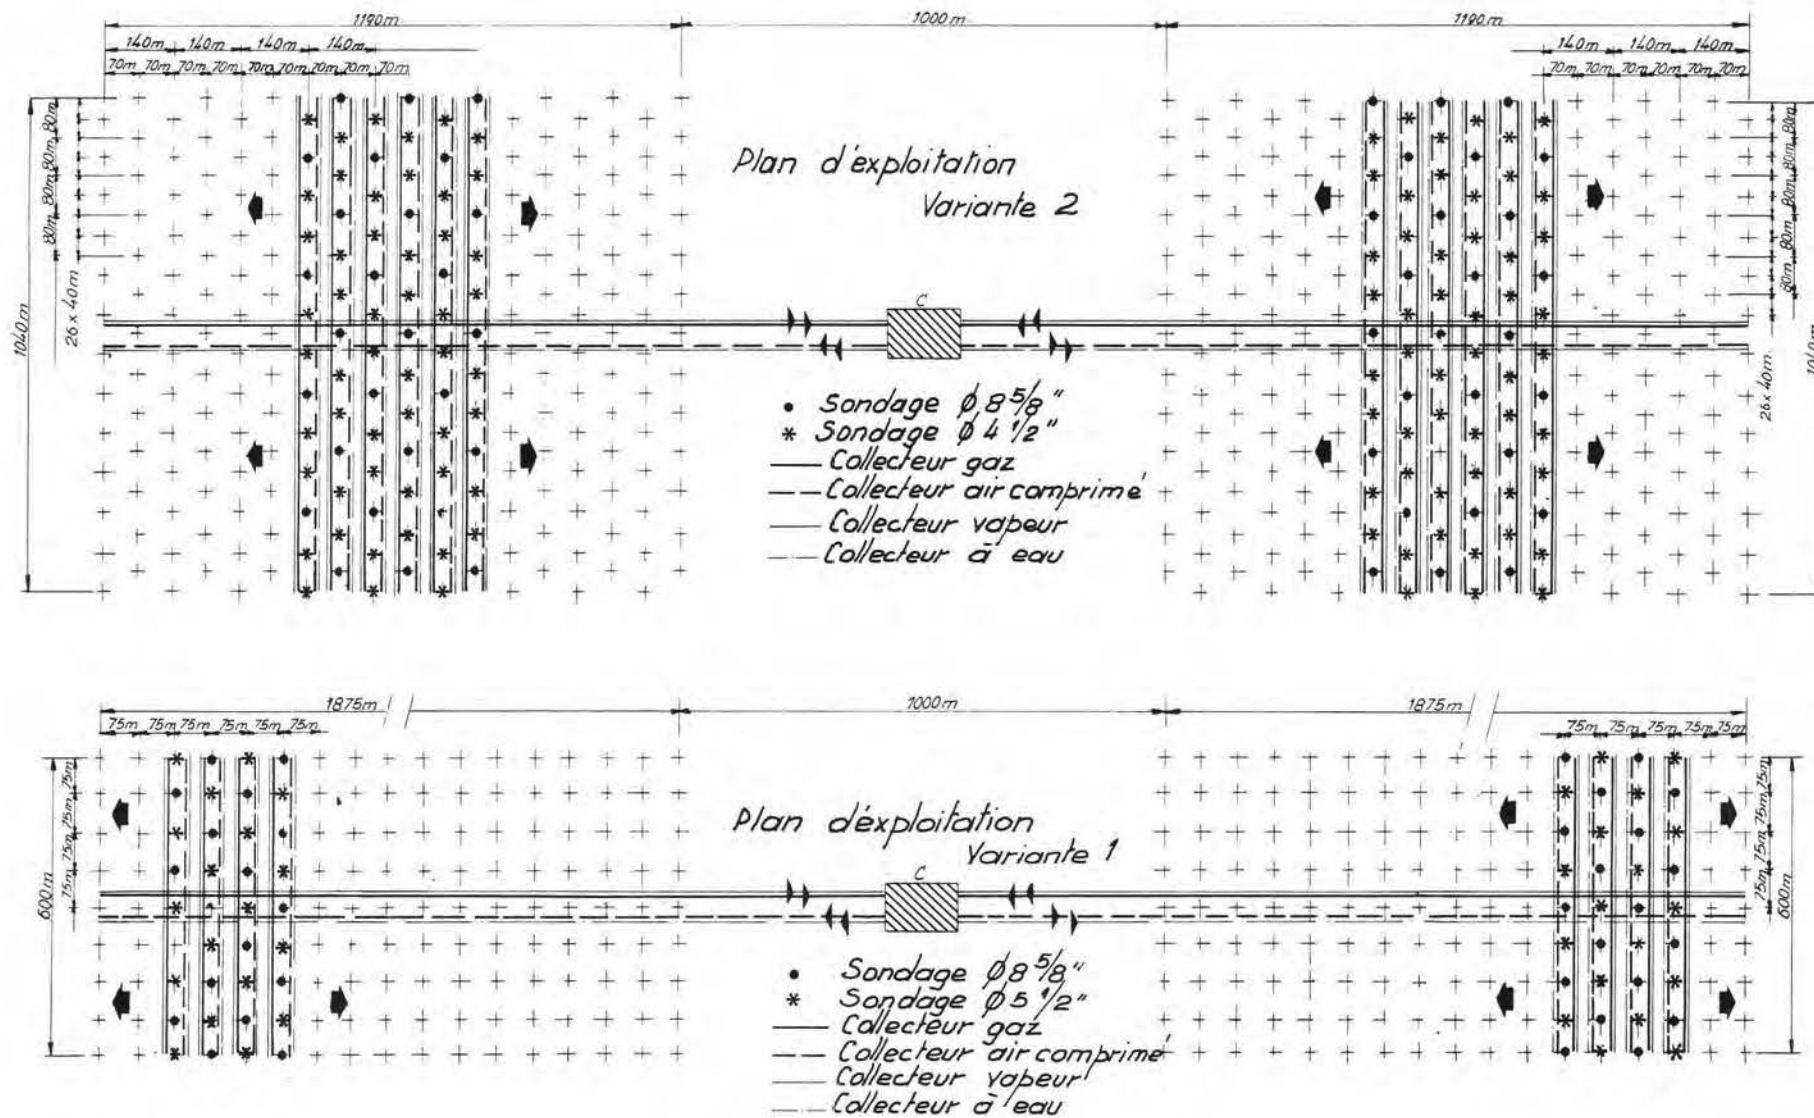 1190m 1000m 1190m
140m 140m 140m 140m 140m 140m 140m
70m 70m 70m 70m 70m 70m 70m 70m 70m 70m 70m 70m 70m 70m 70m
80m 80m 80m 80m
26 x 40m
1040m
Plan d'exploitation
Variante 2
C
80m 80m 80m 80m 80m
26 x 40m
1040m
Sondage ϕ 8 5/8"
Sondage ϕ 4 1/2"
Collecteur gaz
Collecteur air comprimé
Collecteur vapeur
Collecteur à eau
1875m 1000m 1875m
75m 75m 75m 75m 75m 75m 75m 75m 75m 75m 75m
75m 75m 75m 75m
600m
Plan d'éxploitation
Variante 1
C
75m 75m 75m 75m
600m
Sondage ϕ 8 5/8"
Sondage ϕ 5 1/2"
Collecteur gaz
Collecteur air comprimé
Collecteur vapeur
Collecteur à eau